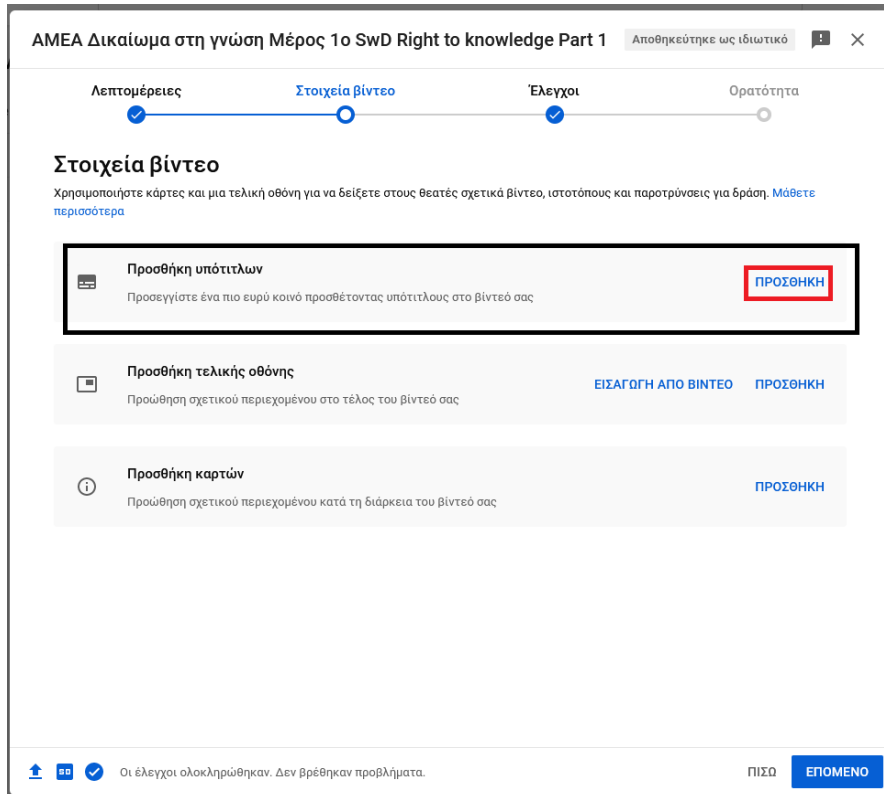 ΑΜΕΑ Δικαίωμα στη γνώση Μέρος 1ο SwD Right to knowledge Part 1
Αποθηκεύτηκε ως ιδιωτικό
Λεπτομέρειες
Στοιχεία βίντεο
Έλεγχοι
Ορατότητα
Στοιχεία βίντεο
Χρησιμοποιήστε κάρτες και μια τελική οθόνη για να δείξετε στους θεατές σχετικά βίντεο, ιστοτόπους και παροτρύνσεις για δράση. Μάθετε
περισσότερα
Προσθήκη υπότιτλων
Προσεγγίστε ένα πιο ευρύ κοινό προσθέτοντας υπότιτλους στο βίντεό σας
ΠΡΟΣΘΗΚΗ
Προσθήκη τελικής οθόνης
Προώθηση σχετικού περιεχομένου στο τέλος του βίντεό σας
ΕΙΣΑΓΩΓΗ ΑΠΟ ΒΙΝΤΕΟ
ΠΡΟΣΘΗΚΗ
Προσθήκη καρτών
Προώθηση σχετικού περιεχομένου κατά τη διάρκεια του βίντεό σας
ΠΡΟΣΘΗΚΗ
SD
Οι έλεγχοι ολοκληρώθηκαν. Δεν βρέθηκαν προβλήματα.
ΠΙΣΩ
ΕΠΟΜΕΝΟ